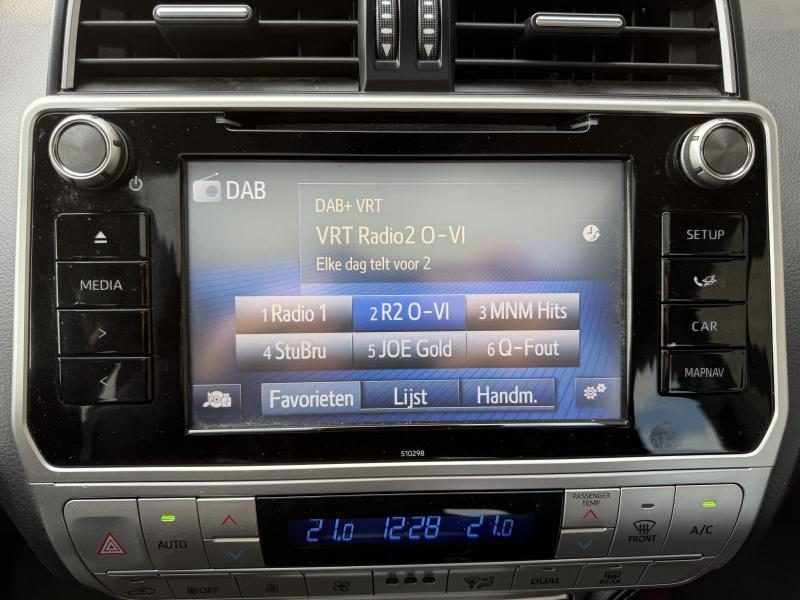 DAB
DAB+ VRT
VRT Radio2 O-VI
Elke dag telt voor 2
1 Radio 1
2 R2 O-VI
3 MNM Hits
4 StuBru
5 JOE Gold
6 Q-Fout
Favorieten
Lijst
Handm.
MEDIA
>
<
SETUP
CAR
MAPNAV
510298
AUTO
21.0
12:28
21.0
PASSENGER
TEMP
FRONT
A/C
OFF
DUAL
REAR